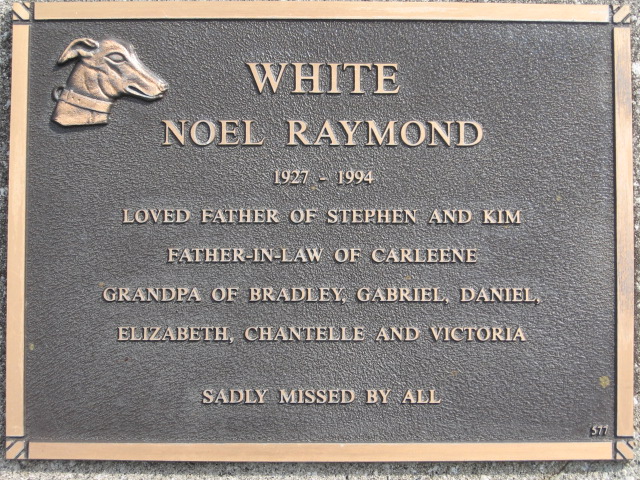 WHITE
NOEL RAYMOND
1927 - 1994
LOVED FATHER OF STEPHEN AND KIM
FATHER-IN-LAW OF CARLEENE
GRANDPA OF BRADLEY, GABRIEL, DANIEL,
ELIZABETH, CHANTELLE AND VICTORIA
SADLY MISSED BY ALL
577